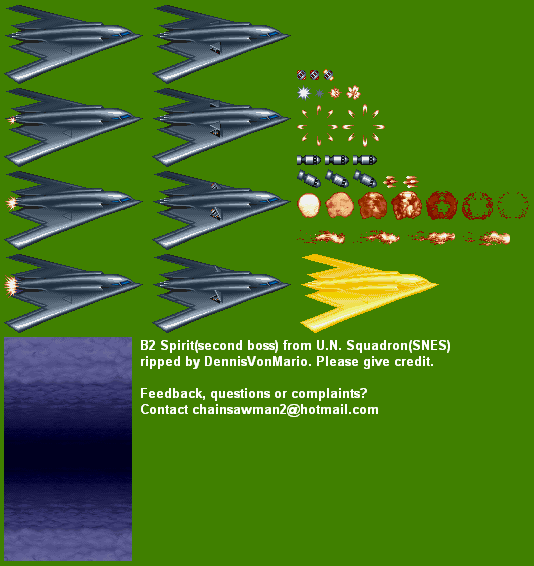 B2 Spirit(second boss) from U.N. Squadron(SNES)
ripped by DennisVonMario. Please give credit.
Feedback, questions or complaints?
Contact chainsawman2@hotmail.com